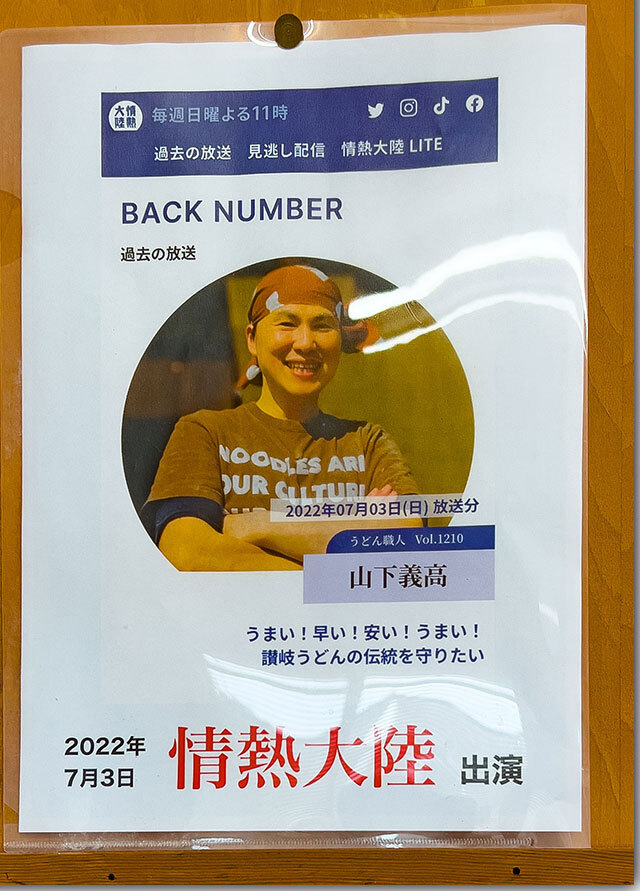 情熱大陸
毎週日曜よる11時
過去の放送 見逃し配信 情熱大陸 LITE
BACK NUMBER
過去の放送
NOODLES ARE
OUR CULTURE
2022年07月03日(日) 放送分
うどん職人 Vol.1210
山下義高
うまい！早い！安い！うまい！
讃岐うどんの伝統を守りたい
2022年
7月3日
情熱大陸 出演